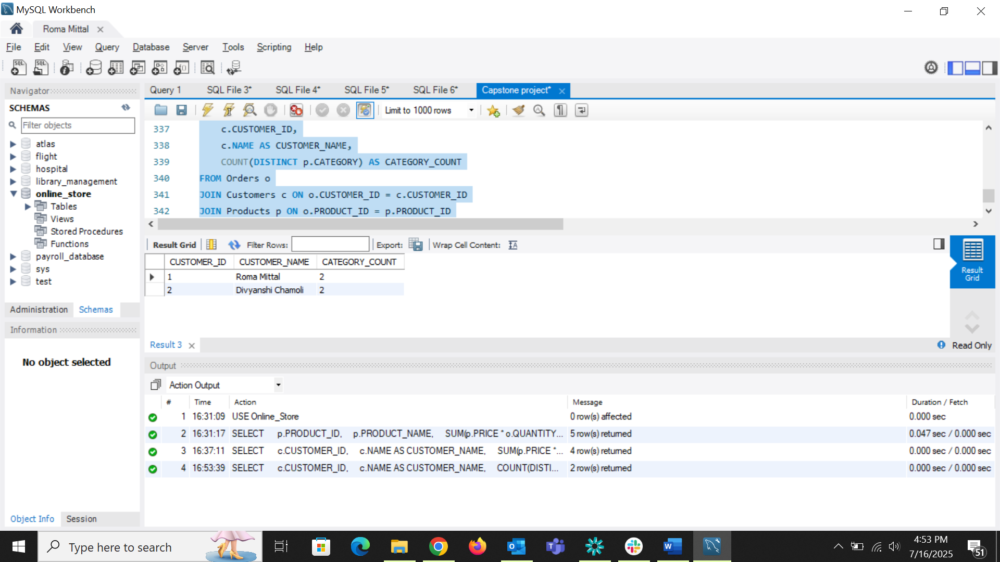 MySQL Workbench
Roma Mittal
File Edit View Query Database Server Tools Scripting Help
Navigator
SCHEMAS
Filter objects
atlas
flight
hospital
library_management
online_store
Tables
Views
Stored Procedures
Functions
payroll_database
sys
test
Administration Schemas
Information
No object selected
Object Info Session
Query 1 SQL File 3* SQL File 4* SQL File 5* SQL File 6* Capstone project*
Limit to 1000 rows
337 c.CUSTOMER_ID,
338 c.NAME AS CUSTOMER_NAME,
339 COUNT(DISTINCT p.CATEGORY) AS CATEGORY_COUNT
340 FROM Orders o
341 JOIN Customers c ON o.CUSTOMER_ID = c.CUSTOMER_ID
342 JOIN Products p ON o.PRODUCT_ID = p.PRODUCT_ID
Result Grid Filter Rows: Export: Wrap Cell Content:
CUSTOMER_ID CUSTOMER_NAME CATEGORY_COUNT
1 Roma Mittal 2
2 Divyanshi Chamoli 2
Result
Grid
Result 3
Read Only
Output
Action Output
# Time Action Message Duration / Fetch
1 16:31:09 USE Online_Store 0 row(s) affected 0.000 sec
2 16:31:17 SELECT p.PRODUCT_ID, p.PRODUCT_NAME, SUM(p.PRICE * o.QUANTITY... 5 row(s) returned 0.047 sec / 0.000 sec
3 16:37:11 SELECT c.CUSTOMER_ID, c.NAME AS CUSTOMER_NAME, SUM(p.PRICE *... 4 row(s) returned 0.000 sec / 0.000 sec
4 16:53:39 SELECT c.CUSTOMER_ID, c.NAME AS CUSTOMER_NAME, COUNT(DISTI... 2 row(s) returned 0.000 sec / 0.000 sec
Type here to search
4:53 PM
7/16/2025
51